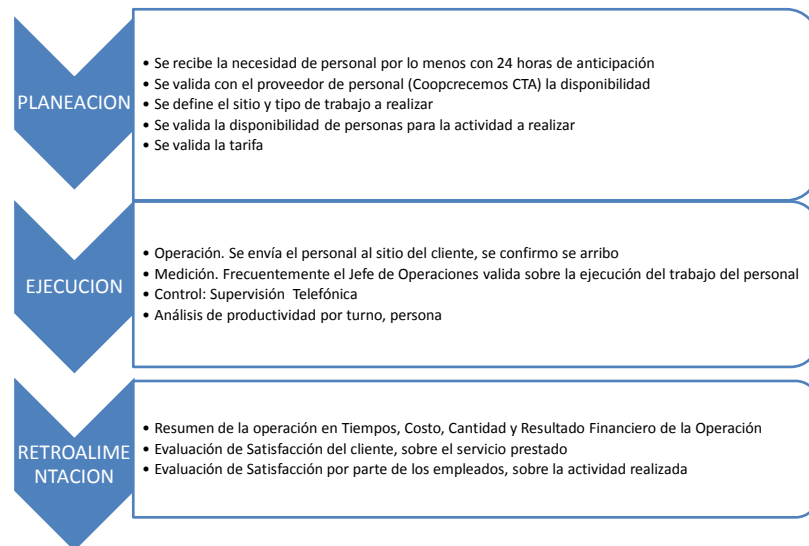 PLANEACION
• Se recibe la necesidad de personal por lo menos con 24 horas de anticipación
• Se valida con el proveedor de personal (Coopcrecemos CTA) la disponibilidad
• Se define el sitio y tipo de trabajo a realizar
• Se valida la disponibilidad de personas para la actividad a realizar
• Se valida la tarifa
EJECUCION
• Operación. Se envía el personal al sitio del cliente, se confirmo se arribo
• Medición. Frecuentemente el Jefe de Operaciones valida sobre la ejecución del trabajo del personal
• Control: Supervisión Telefónica
• Análisis de productividad por turno, persona
RETROALIME
NTACION
• Resumen de la operación en Tiempos, Costo, Cantidad y Resultado Financiero de la Operación
• Evaluación de Satisfacción del cliente, sobre el servicio prestado
• Evaluación de Satisfacción por parte de los empleados, sobre la actividad realizada